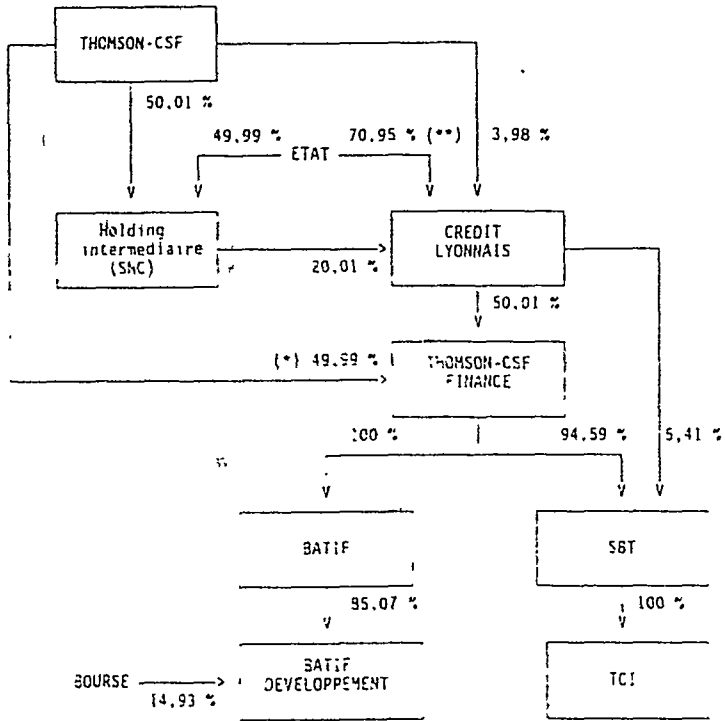 THOMSON-CSF
50,01 %
49,99 %
70,95 % (**)
3,98 %
ETAT
Holding
intermediaire
(SNC)
20,01 %
CREDIT
LYONNAIS
50,01 %
(*) 49,99 %
THOMSON-CSF
FINANCE
100 %
94,59 %
5,41 %
BATIF
SBT
95,07 %
100 %
BOURSE
14,93 %
BATIF
DEVELOPPEMENT
TCI